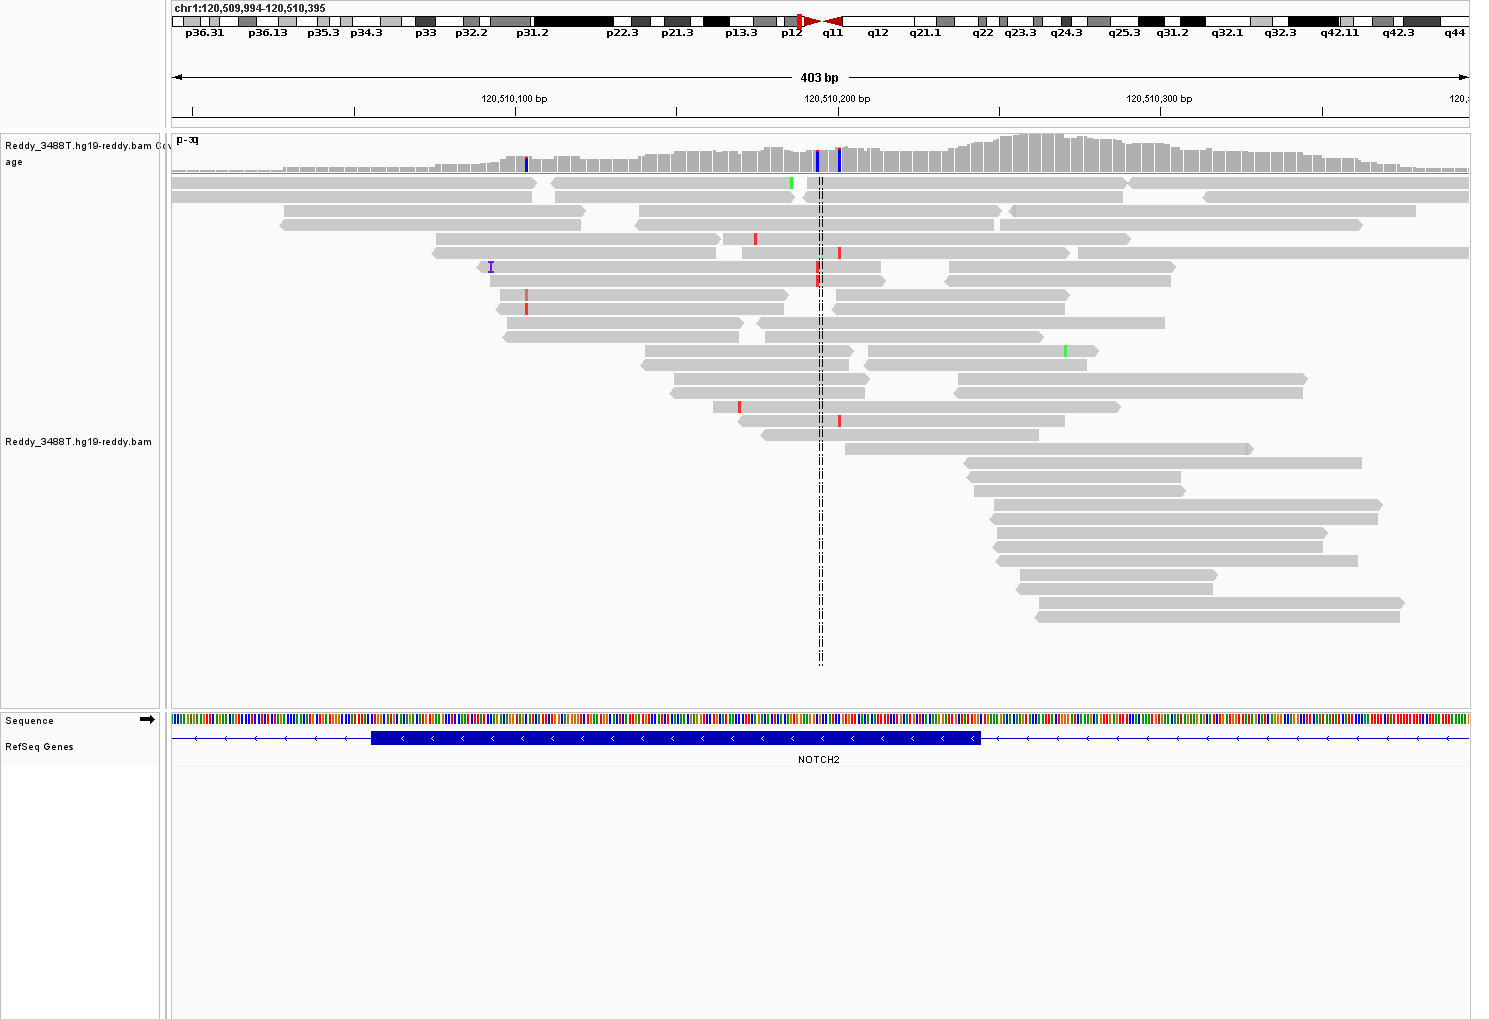 chr1:120,509,994-120,510,395
p36.31 p36.13 p35.3 p34.3 p33 p32.2 p31.2 p22.3 p21.3 p13.3 p12 q11 q12 q21.1 q22 q23.3 q24.3 q25.3 q31.2 q32.1 q32.3 q42.11 q42.3 q44
403 bp
120,510,100 bp 120,510,200 bp 120,510,300 bp
Reddy_3488T.hg19-reddy.bam Cov
age
Reddy_3488T.hg19-reddy.bam
Sequence
RefSeq Genes
NOTCH2